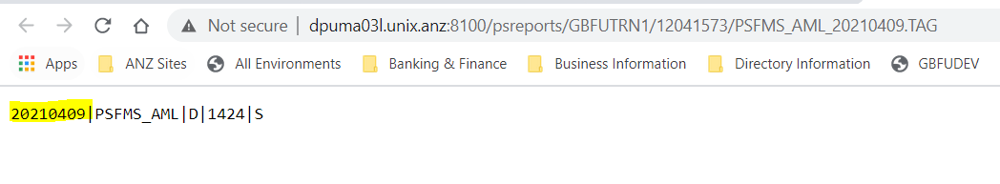 Not secure | dpuma03l.unix.anz:8100/psreports/GBFUTRN1/12041573/PSFMS_AML_20210409.TAG
Apps ANZ Sites All Environments Banking & Finance Business Information Directory Information GBFUDEV
20210409|PSFMS_AML|D|1424|S